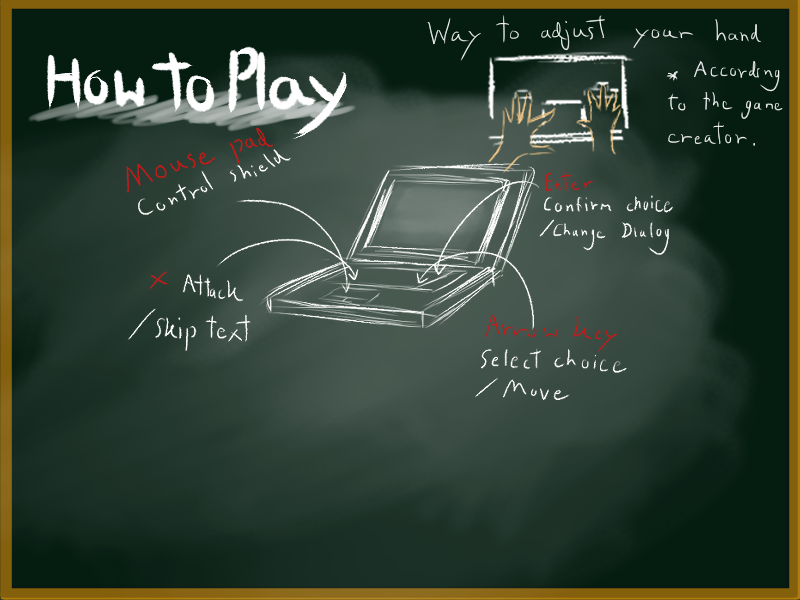 How To Play
Way to adjust your hand
* According
to the game
creator.
Mouse pad
Control shield
Enter
Confirm choice
/Change Dialog
X Attack
/Skip text
Arrow key
Select choice
/Move